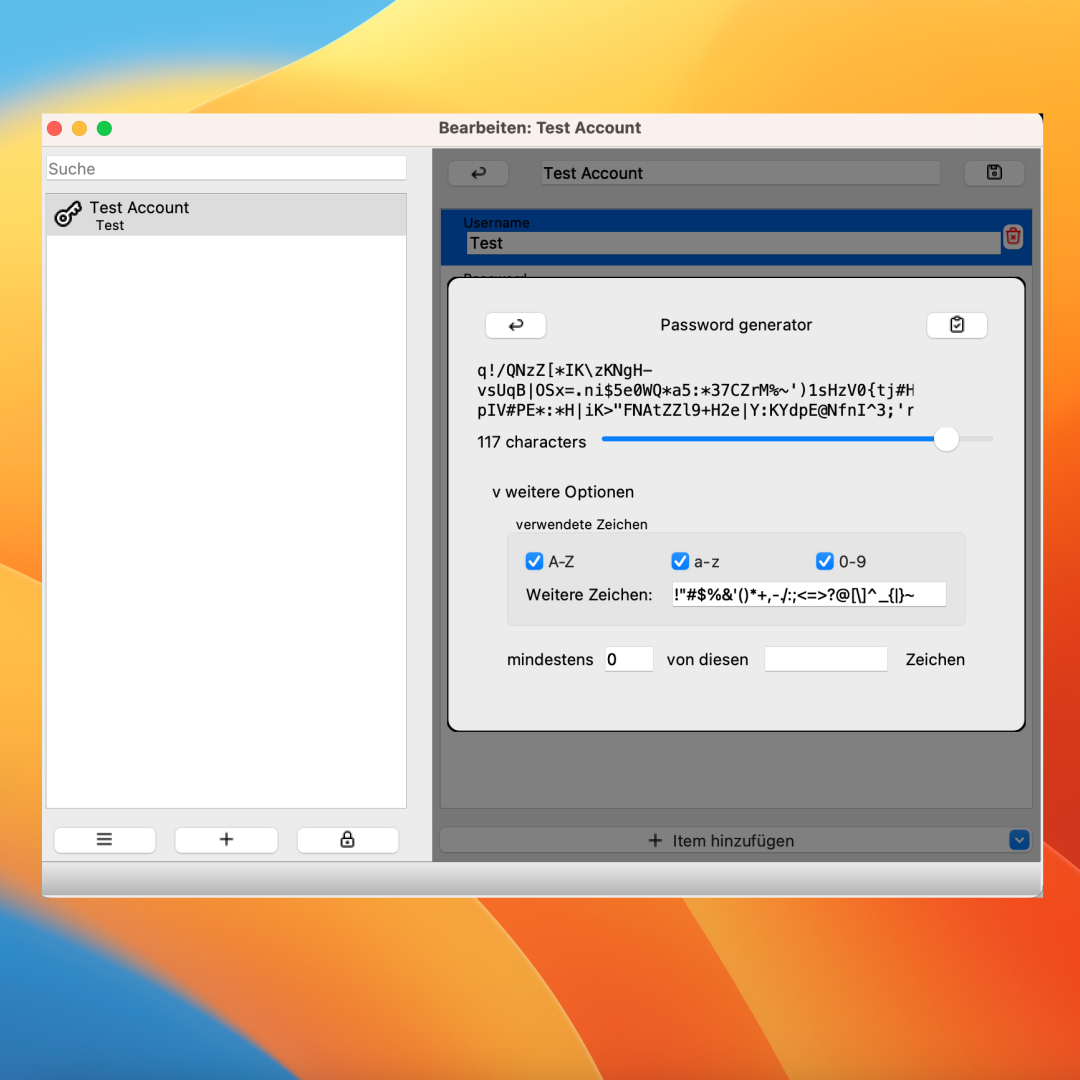 Bearbeiten: Test Account
Suche
Test Account
Test
Test Account
Username
Test
Password
Password generator
q!/QNzZ[*IK\zKNgH-
vsUqB|OSx=.ni$5e0WQ*a5:*37CZrM%~')1sHzV0{tj#H
pIV#PE*:*H|iK>"FNAtZZl9+H2e|Y:KYdpE@NfnI^3;'r
117 characters
v weitere Optionen
verwendete Zeichen
A-Z a-z 0-9
Weitere Zeichen: !"#$%&'()*+,-./:;<=>?@[\]^_{|}~
mindestens 0 von diesen Zeichen
+ Item hinzufügen